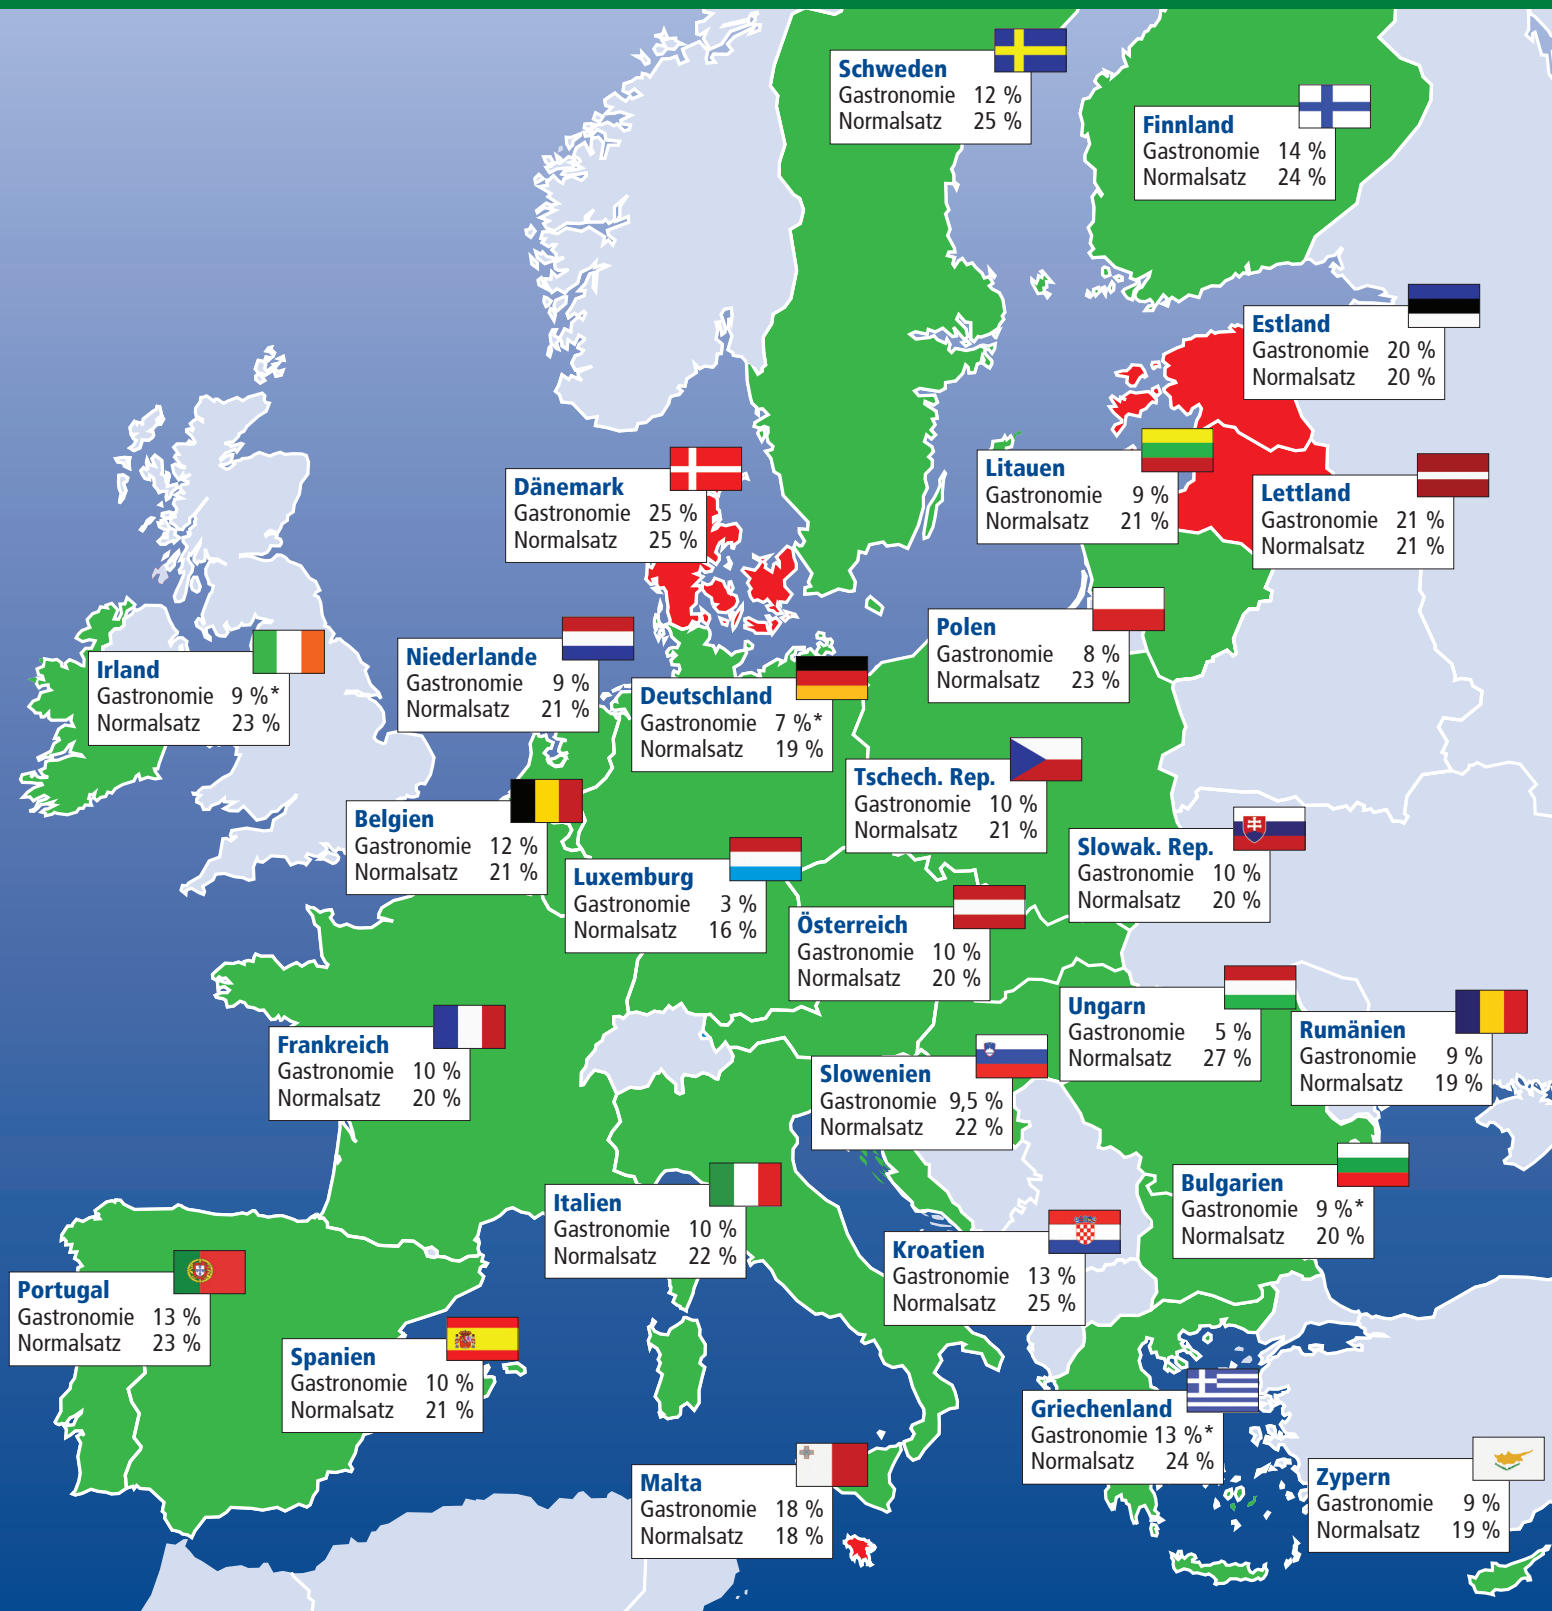 Schweden
Gastronomie 12 %
Normalsatz 25 %
Finnland
Gastronomie 14 %
Normalsatz 24 %
Estland
Gastronomie 20 %
Normalsatz 20 %
Litauen
Gastronomie 9 %
Normalsatz 21 %
Lettland
Gastronomie 21 %
Normalsatz 21 %
Dänemark
Gastronomie 25 %
Normalsatz 25 %
Polen
Gastronomie 8 %
Normalsatz 23 %
Irland
Gastronomie 9 %*
Normalsatz 23 %
Niederlande
Gastronomie 9 %
Normalsatz 21 %
Deutschland
Gastronomie 7 %*
Normalsatz 19 %
Tschech. Rep.
Gastronomie 10 %
Normalsatz 21 %
Belgien
Gastronomie 12 %
Normalsatz 21 %
Slowak. Rep.
Gastronomie 10 %
Normalsatz 20 %
Luxemburg
Gastronomie 3 %
Normalsatz 16 %
Österreich
Gastronomie 10 %
Normalsatz 20 %
Ungarn
Gastronomie 5 %
Normalsatz 27 %
Rumänien
Gastronomie 9 %
Normalsatz 19 %
Frankreich
Gastronomie 10 %
Normalsatz 20 %
Slowenien
Gastronomie 9,5 %
Normalsatz 22 %
Bulgarien
Gastronomie 9 %*
Normalsatz 20 %
Italien
Gastronomie 10 %
Normalsatz 22 %
Kroatien
Gastronomie 13 %
Normalsatz 25 %
Portugal
Gastronomie 13 %
Normalsatz 23 %
Spanien
Gastronomie 10 %
Normalsatz 21 %
Griechenland
Gastronomie 13 %*
Normalsatz 24 %
Malta
Gastronomie 18 %
Normalsatz 18 %
Zypern
Gastronomie 9 %
Normalsatz 19 %